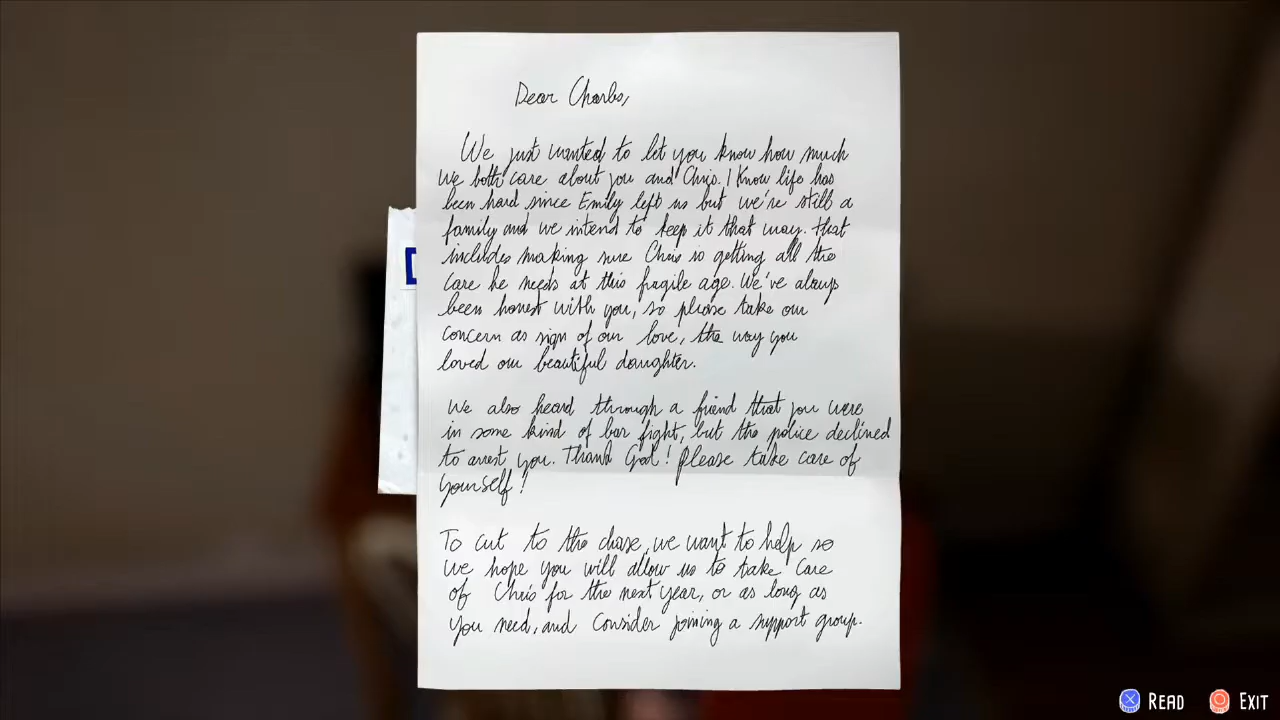 Dear Charles,
We just wanted to let you know how much
we both care about you and Chris. I know life has
been hard since Emily left us but we're still a
family and we intend to keep it that way. That
includes making sure Chris is getting all the
care he needs at this fragile age. We've always
been honest with you, so please take our
concern as sign of our love, the way you
loved our beautiful daughter.
We also heard through a friend that you were
in some kind of bar fight, but the police declined
to arrest you. Thank God! please take care of
yourself!
To cut to the chase, we want to help so
we hope you will allow us to take care
of Chris for the next year, or as long as
you need, and consider joining a support group.
READ EXIT